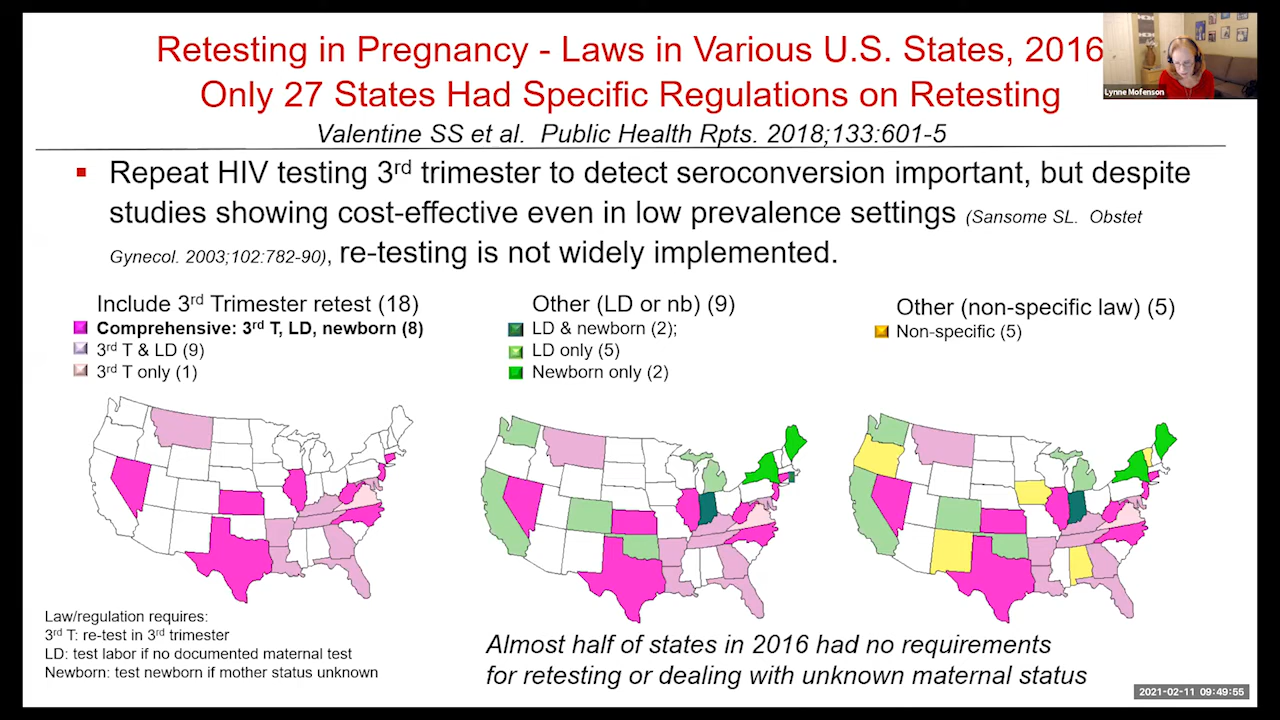 Retesting in Pregnancy - Laws in Various U.S. States, 2016
Only 27 States Had Specific Regulations on Retesting
Lynne Mofenson
Valentine SS et al.  Public Health Rpts. 2018;133:601-5
Repeat HIV testing 3rd trimester to detect seroconversion important, but despite
studies showing cost-effective even in low prevalence settings (Sansome SL.  Obstet
Gynecol. 2003;102:782-90), re-testing is not widely implemented.
Include 3rd Trimester retest (18)
Comprehensive: 3rd T, LD, newborn (8)
3rd T & LD (9)
3rd T only (1)
Other (LD or nb) (9)
LD & newborn (2);
LD only (5)
Newborn only (2)
Other (non-specific law) (5)
Non-specific (5)
Law/regulation requires:
3rd T: re-test in 3rd trimester
LD: test labor if no documented maternal test
Newborn: test newborn if mother status unknown
Almost half of states in 2016 had no requirements
for retesting or dealing with unknown maternal status
2021-02-11 09:49:55